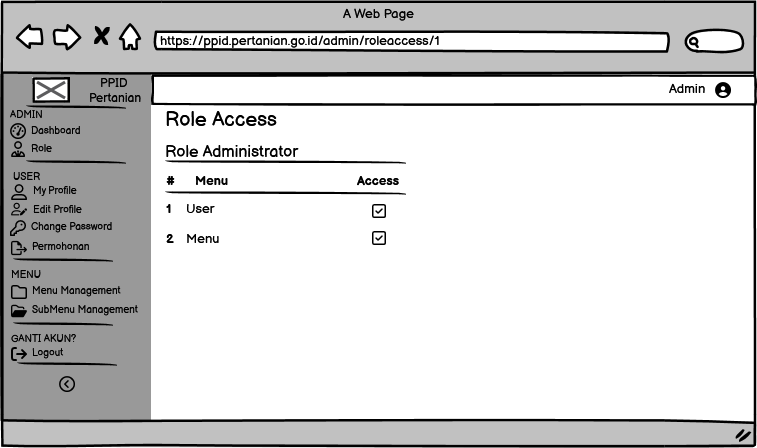 A Web Page
https://ppid.pertanian.go.id/admin/roleaccess/1
PPID
Pertanian
Admin
ADMIN
Dashboard
Role
USER
My Profile
Edit Profile
Change Password
Permohonan
MENU
Menu Management
SubMenu Management
GANTI AKUN?
Logout
Role Access
Role Administrator
# Menu Access
1 User
2 Menu